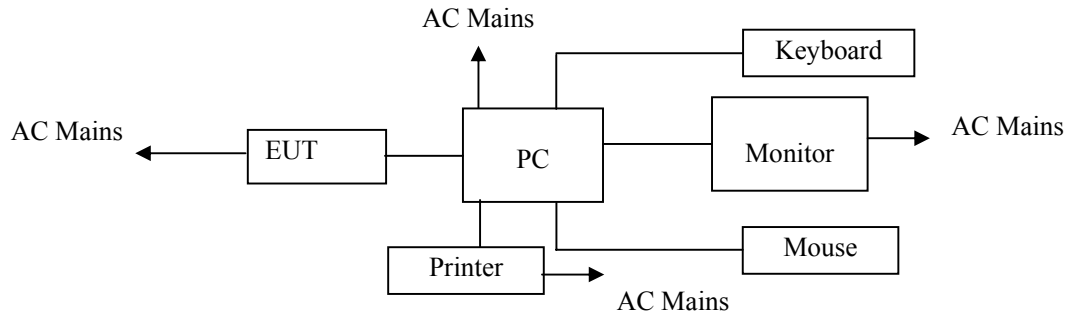 AC Mains
Keyboard
AC Mains
EUT
PC
Monitor
AC Mains
Printer
Mouse
AC Mains